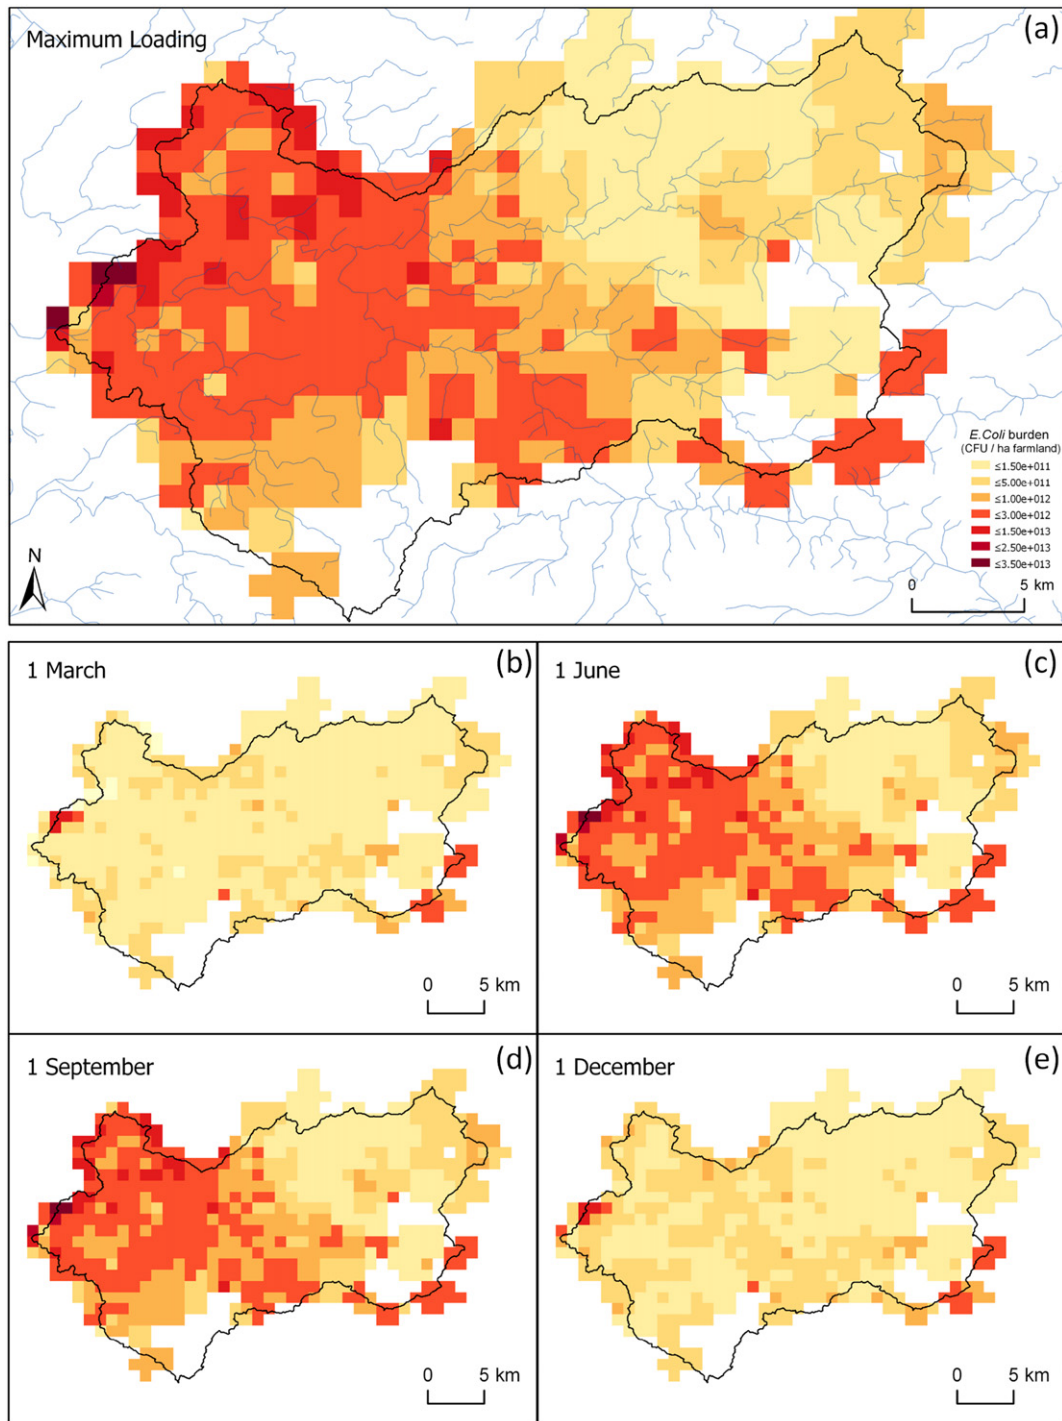 Maximum Loading
(a)
E.Coli burden
(CFU / ha farmland)
≤1.50e+011
≤5.00e+011
≤1.00e+012
≤3.00e+012
≤1.50e+013
≤2.50e+013
≤3.50e+013
N
0 5 km
1 March
(b)
0 5 km
1 June
(c)
0 5 km
1 September
(d)
0 5 km
1 December
(e)
0 5 km